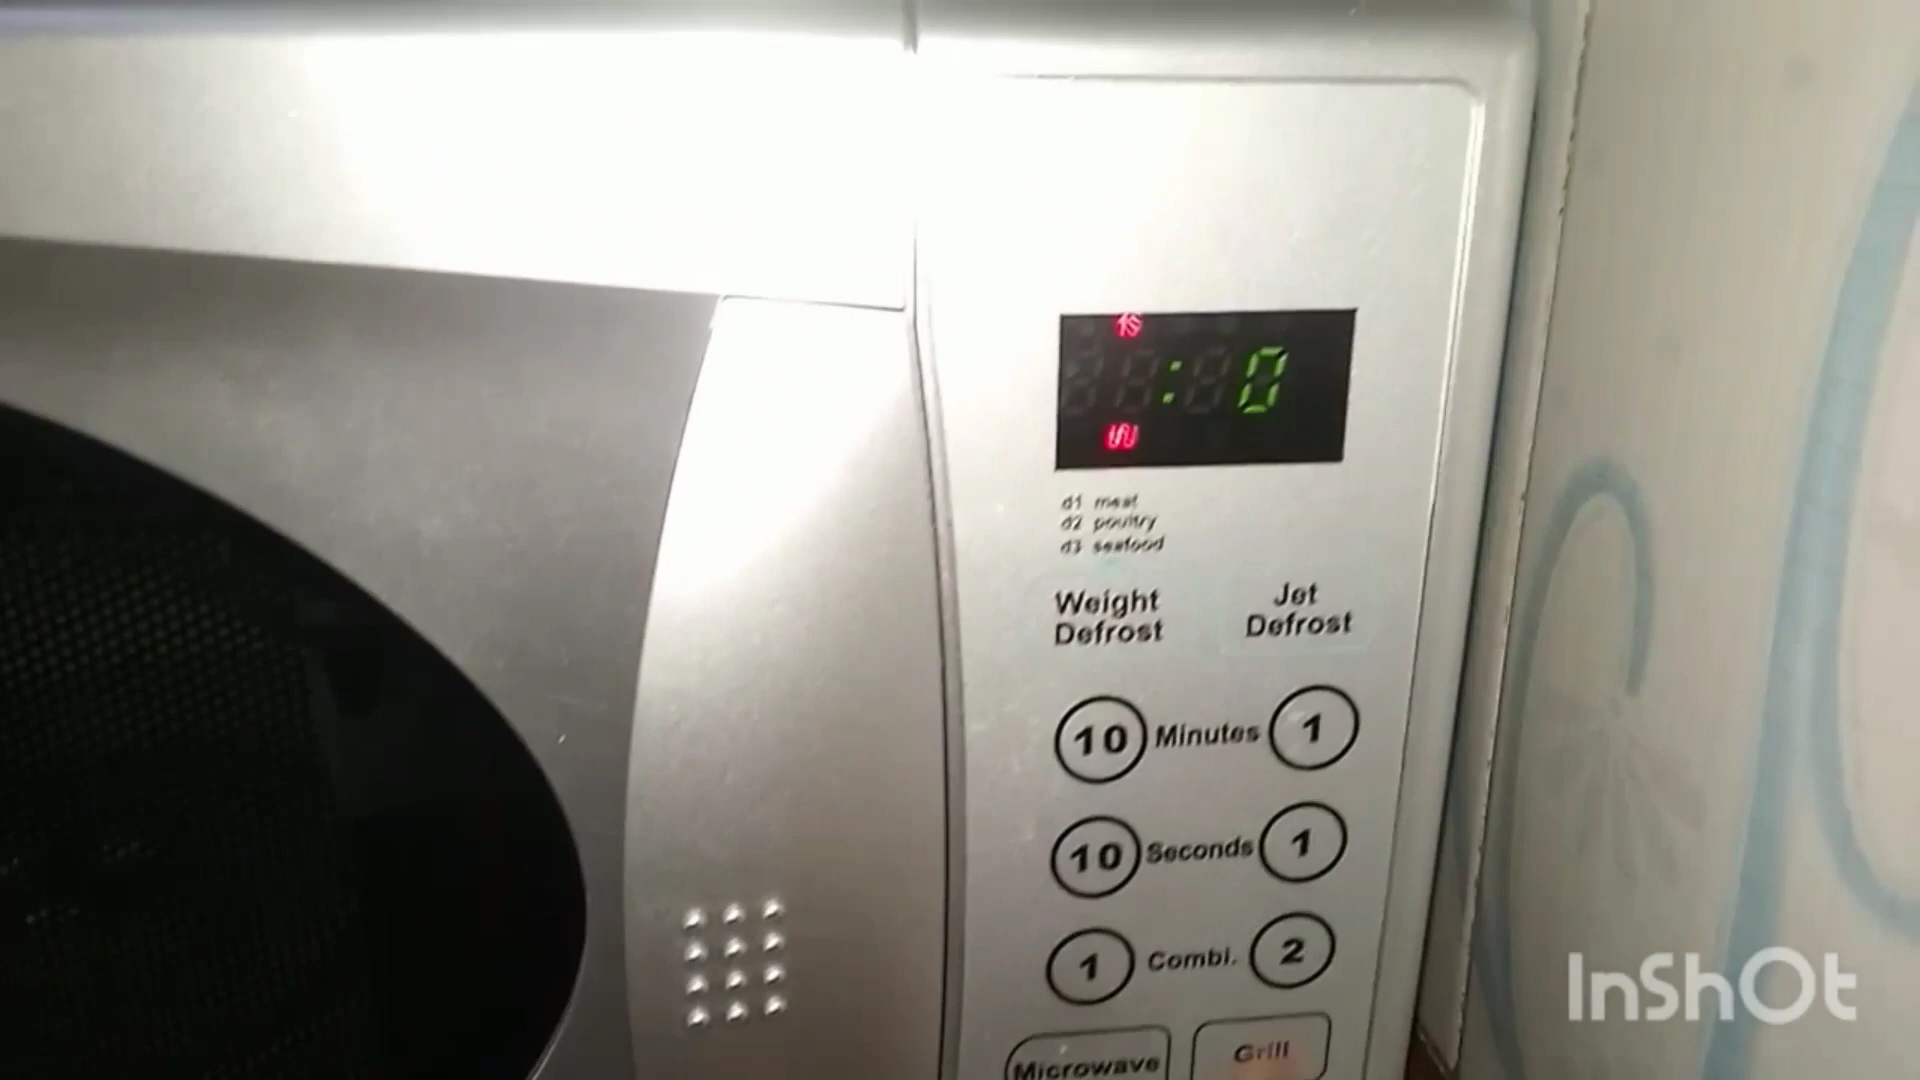 : 0
d1 meat
d2 poultry
d3 seafood
Weight Defrost
Jet Defrost
10 Minutes 1
10 Seconds 1
1 Combi. 2
Microwave
Grill
InShOt